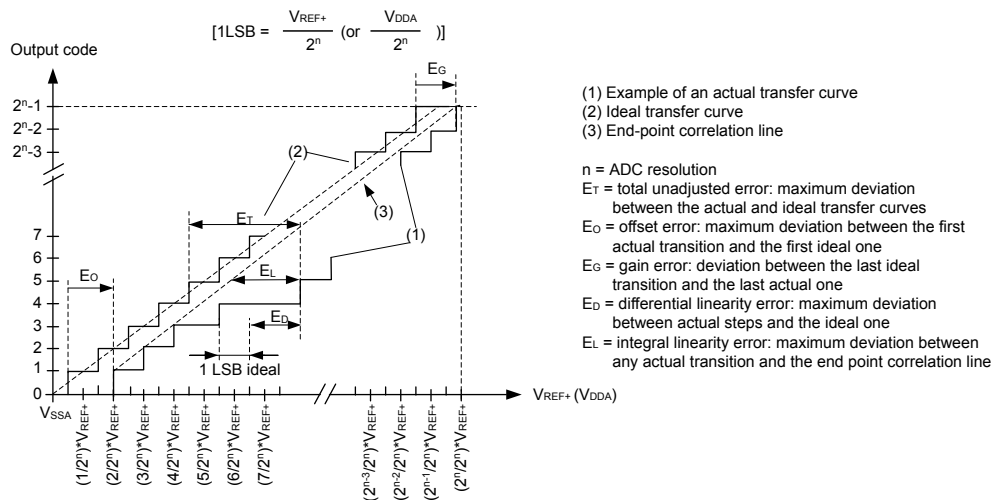 [1LSB = VREF+ / 2ⁿ (or VDDA / 2ⁿ )]
Output code
EG
2ⁿ-1
2ⁿ-2
2ⁿ-3
(2)
(3)
ET
(1)
7
6
5
4
3
2
1
0
EO
EL
ED
1 LSB ideal
VSSA
(1/2ⁿ)*VREF+
(2/2ⁿ)*VREF+
(3/2ⁿ)*VREF+
(4/2ⁿ)*VREF+
(5/2ⁿ)*VREF+
(6/2ⁿ)*VREF+
(7/2ⁿ)*VREF+
(2ⁿ⁻³/2ⁿ)*VREF+
(2ⁿ⁻²/2ⁿ)*VREF+
(2ⁿ⁻¹/2ⁿ)*VREF+
(2ⁿ/2ⁿ)*VREF+
VREF+ (VDDA)
(1) Example of an actual transfer curve
(2) Ideal transfer curve
(3) End-point correlation line
n = ADC resolution
ET = total unadjusted error: maximum deviation
between the actual and ideal transfer curves
EO = offset error: maximum deviation between the first
actual transition and the first ideal one
EG = gain error: deviation between the last ideal
transition and the last actual one
ED = differential linearity error: maximum deviation
between actual steps and the ideal one
EL = integral linearity error: maximum deviation between
any actual transition and the end point correlation line